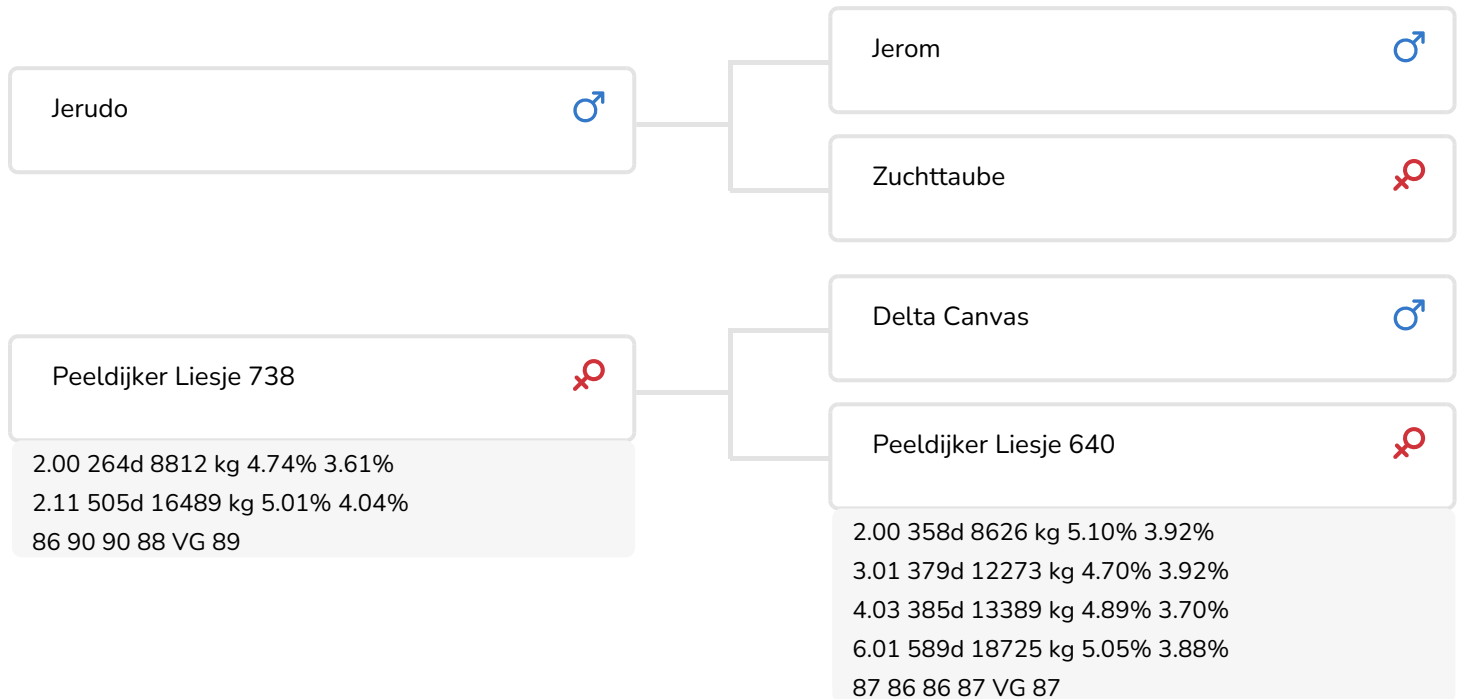 Jerudo
Jerom
Zuchttaube
Peeldijker Liesje 738
2.00 264d 8812 kg 4.74% 3.61%
2.11 505d 16489 kg 5.01% 4.04%
86 90 90 88 VG 89
Delta Canvas
Peeldijker Liesje 640
2.00 358d 8626 kg 5.10% 3.92%
3.01 379d 12273 kg 4.70% 3.92%
4.03 385d 13389 kg 4.89% 3.70%
6.01 589d 18725 kg 5.05% 3.88%
87 86 86 87 VG 87